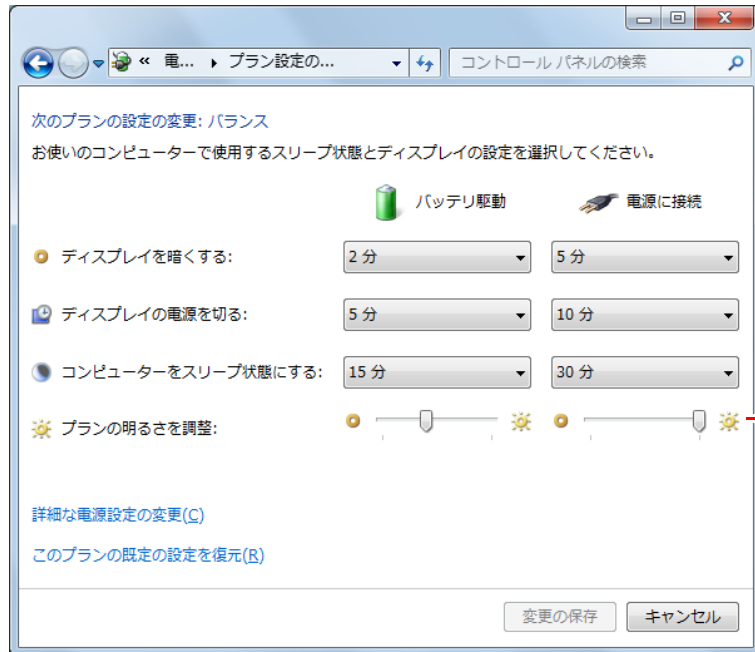 « 電... ▸ プラン設定の... コントロール パネルの検索
次のプランの設定の変更: バランス
お使いのコンピューターで使用するスリープ状態とディスプレイの設定を選択してください。
バッテリ駆動 電源に接続
ディスプレイを暗くする: 2 分 5 分
ディスプレイの電源を切る: 5 分 10 分
コンピューターをスリープ状態にする: 15 分 30 分
プランの明るさを調整:
詳細な電源設定の変更(C)
このプランの既定の設定を復元(R)
変更の保存 キャンセル